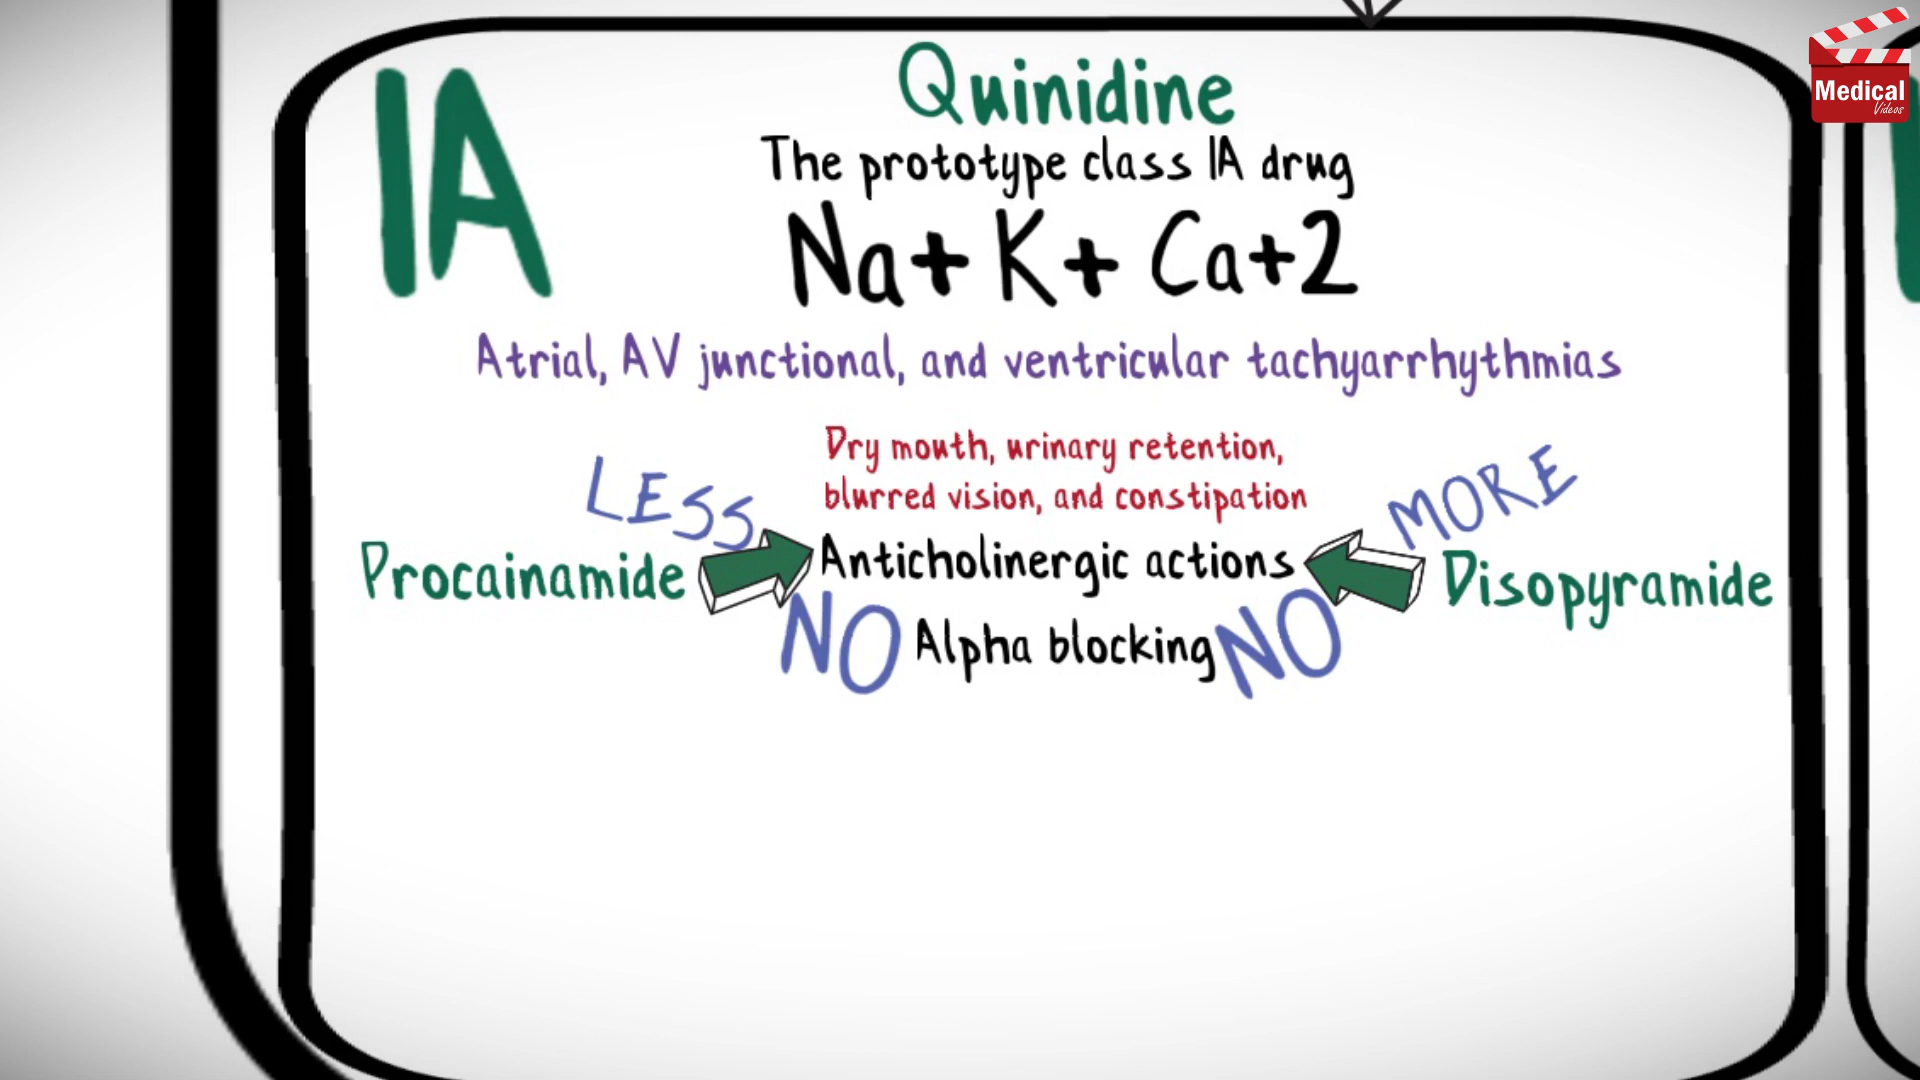 IA
Quinidine
The prototype class IA drug
Na+ K+ Ca+2
Atrial, AV junctional, and ventricular tachyarrhythmias
Dry mouth, urinary retention,
blurred vision, and constipation
LESS
MORE
Procainamide
Anticholinergic actions
Disopyramide
NO Alpha blocking NO
Medical
Videos